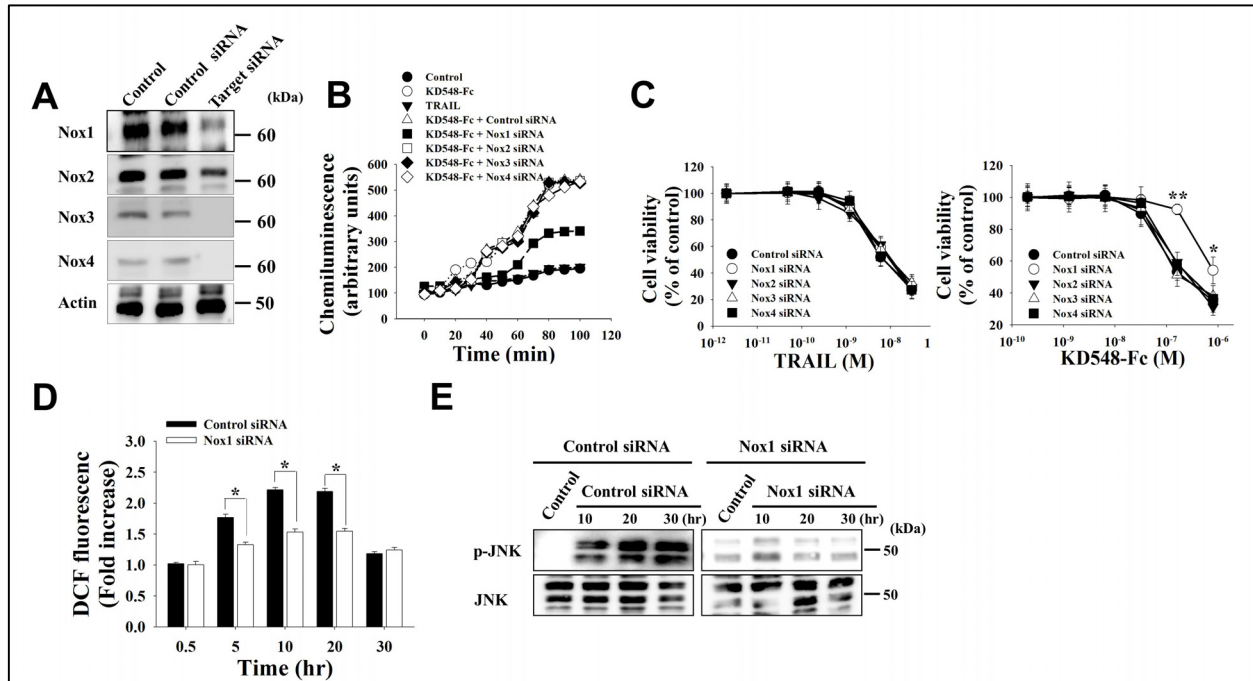 A
Control
Control siRNA
Target siRNA
(kDa)
Nox1
60
Nox2
60
Nox3
60
Nox4
60
Actin
50
B
Control
KD548-Fc
TRAIL
KD548-Fc + Control siRNA
KD548-Fc + Nox1 siRNA
KD548-Fc + Nox2 siRNA
KD548-Fc + Nox3 siRNA
KD548-Fc + Nox4 siRNA
Chemiluminescence
(arbitrary units)
600
500
400
300
200
100
0
0 20 40 60 80 100 120
Time (min)
C
Cell viability
(% of control)
120
100
80
60
40
20
0
Control siRNA
Nox1 siRNA
Nox2 siRNA
Nox3 siRNA
Nox4 siRNA
10⁻¹² 10⁻¹¹ 10⁻¹⁰ 10⁻⁹ 10⁻⁸ 1
TRAIL (M)
Cell viability
(% of control)
120
100
80
60
40
20
**
*
Control siRNA
Nox1 siRNA
Nox2 siRNA
Nox3 siRNA
Nox4 siRNA
10⁻¹⁰ 10⁻⁹ 10⁻⁸ 10⁻⁷ 10⁻⁶
KD548-Fc (M)
D
Control siRNA
Nox1 siRNA
DCF fluorescenc
(Fold increase)
3.0
2.5
2.0
1.5
1.0
0.5
0.0
* * *
0.5 5 10 20 30
Time (hr)
E
Control siRNA Nox1 siRNA
Control Control siRNA Control Nox1 siRNA
10 20 30 (hr) 10 20 30 (hr)
(kDa)
p-JNK
50
JNK
50